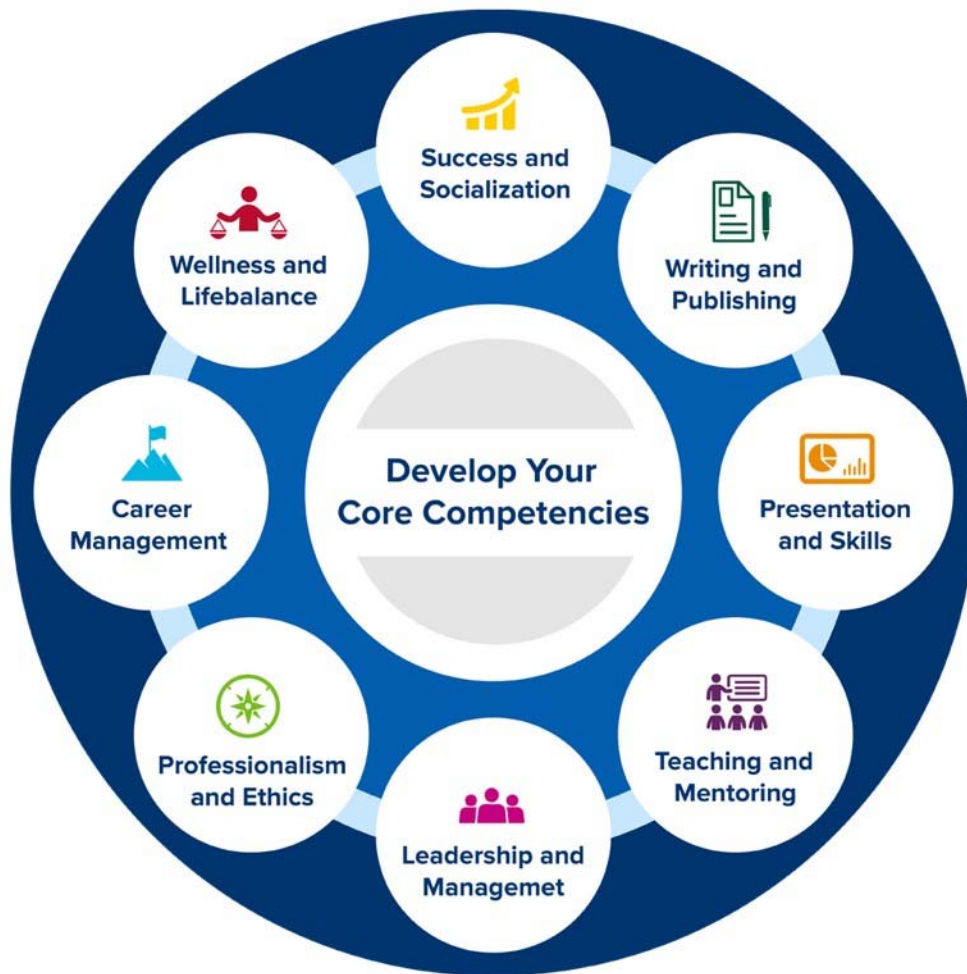 Success and
Socialization
Writing and
Publishing
Presentation
and Skills
Teaching and
Mentoring
Leadership and
Managemet
Professionalism
and Ethics
Career
Management
Wellness and
Lifebalance
Develop Your
Core Competencies